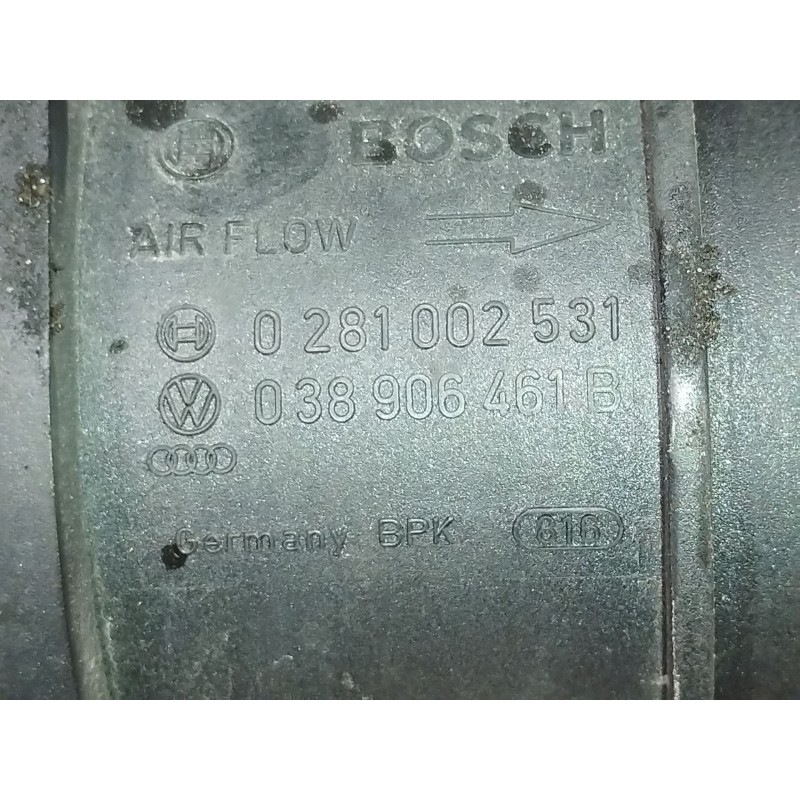 BOSCH
AIR FLOW
0 281 002 531
038 906 461 B
Germany BPK 616